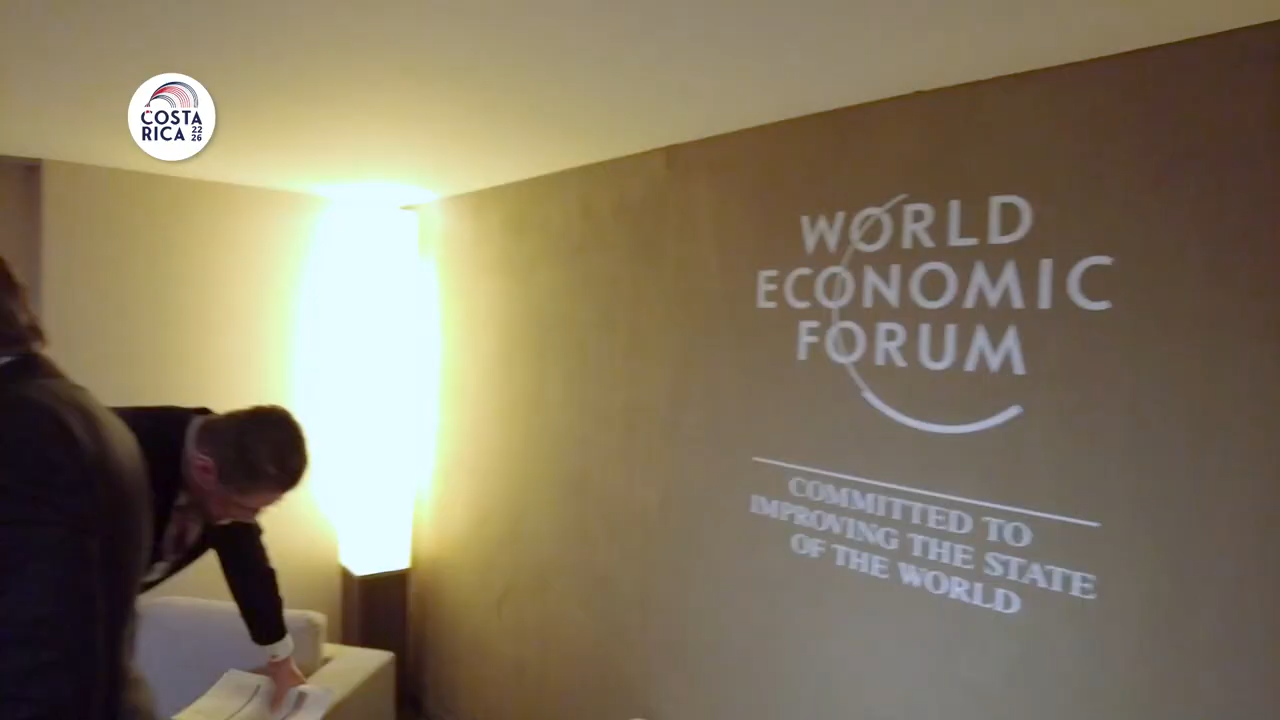 COSTA
RICA 22
26
WORLD
ECONOMIC
FORUM
COMMITTED TO
IMPROVING THE STATE
OF THE WORLD